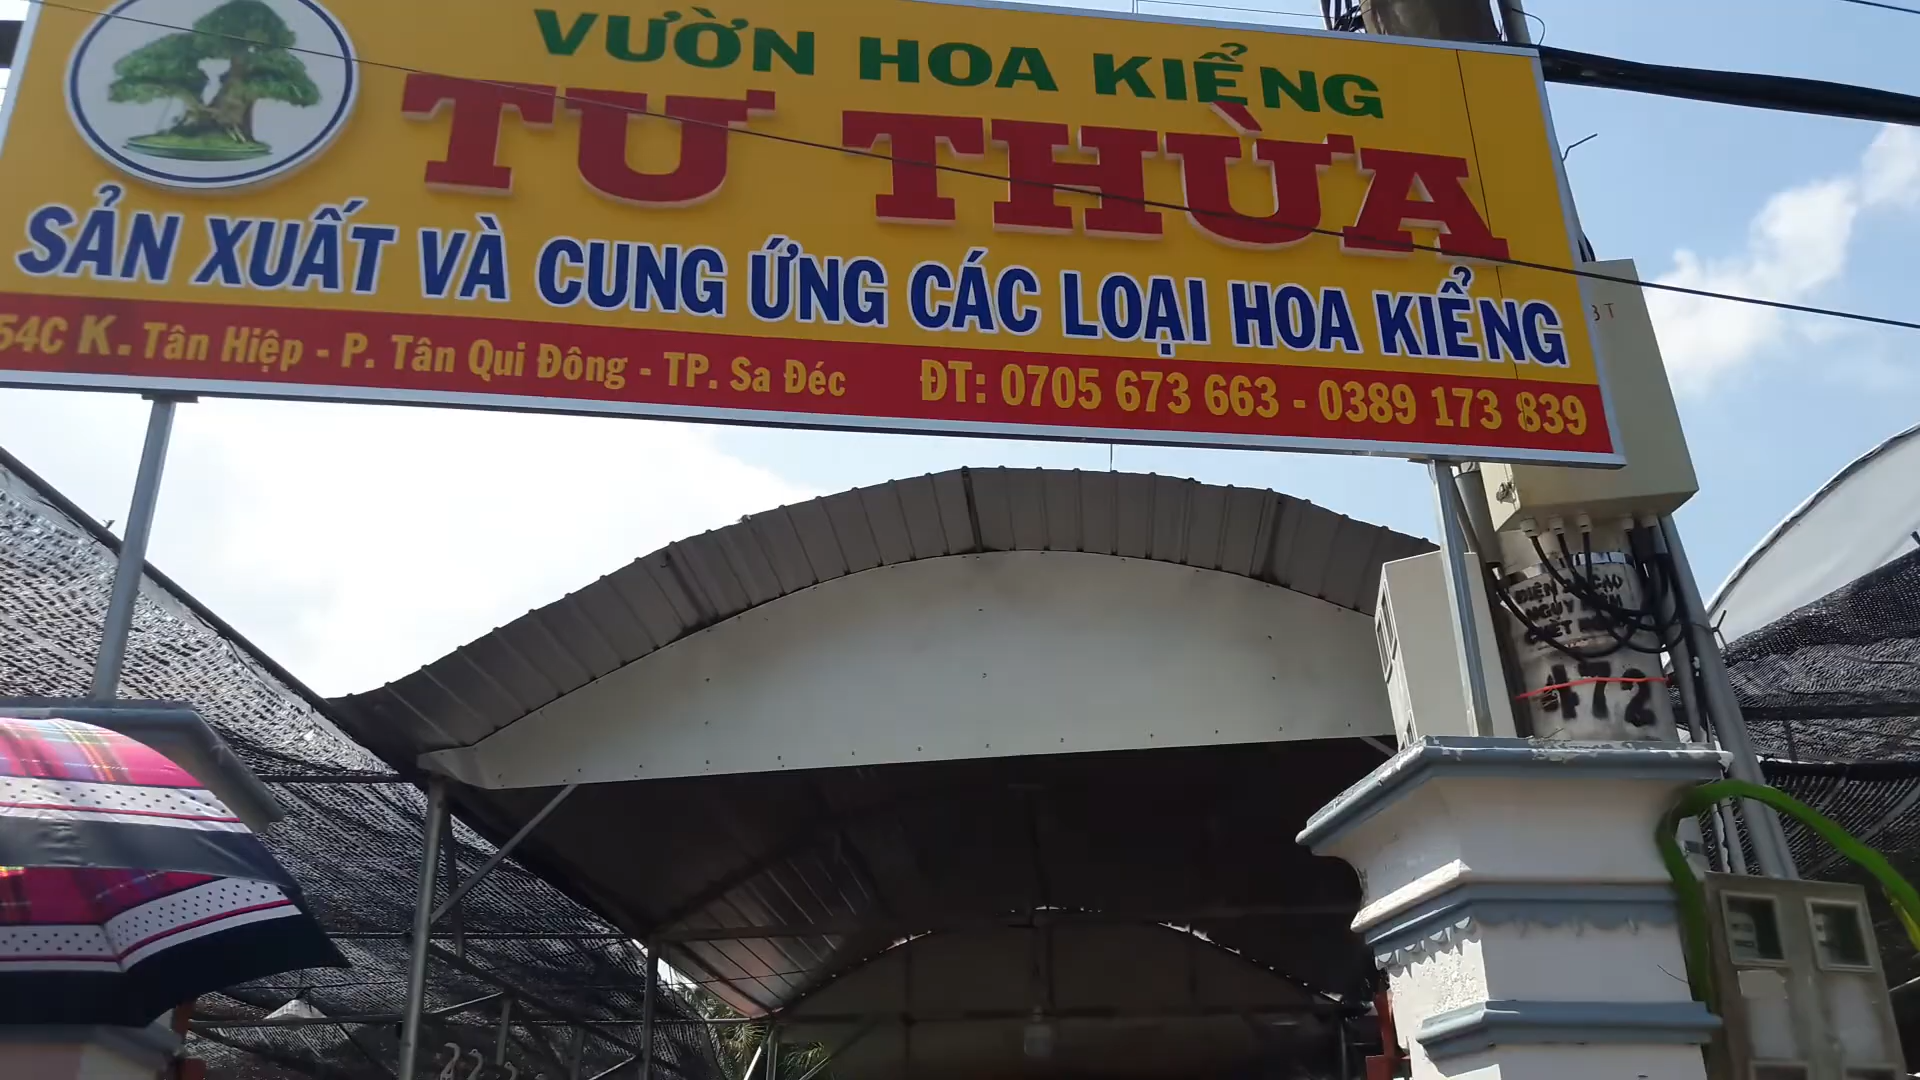 VƯỜN HOA KIỂNG
TƯ THỪA
SẢN XUẤT VÀ CUNG ỨNG CÁC LOẠI HOA KIỂNG
54C K. Tân Hiệp - P. Tân Qui Đông - TP. Sa Đéc ĐT: 0705 673 663 - 0389 173 839
472